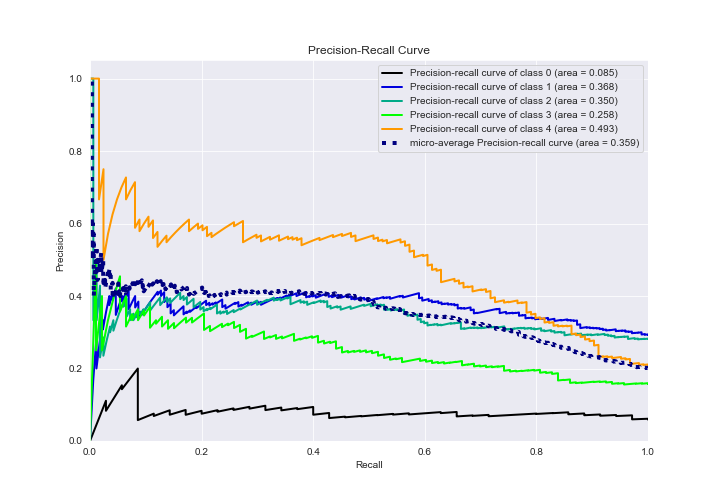 Precision-Recall Curve
Precision-recall curve of class 0 (area = 0.085)
Precision-recall curve of class 1 (area = 0.368)
Precision-recall curve of class 2 (area = 0.350)
Precision-recall curve of class 3 (area = 0.258)
Precision-recall curve of class 4 (area = 0.493)
micro-average Precision-recall curve (area = 0.359)
Precision
1.0
0.8
0.6
0.4
0.2
0.0
0.0 0.2 0.4 0.6 0.8 1.0
Recall